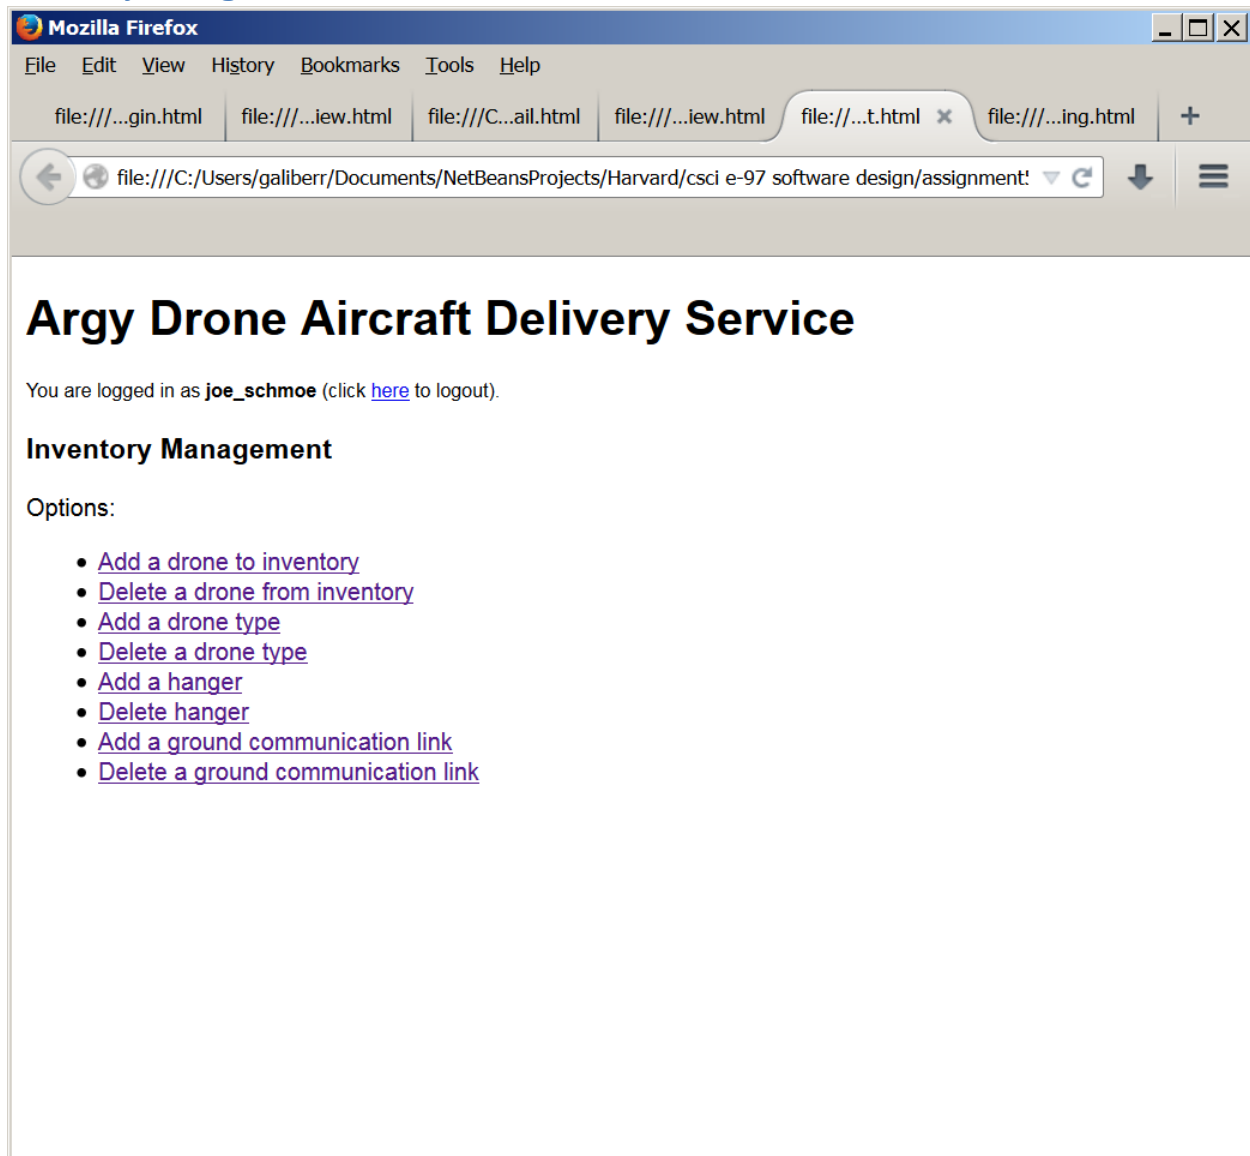 Mozilla Firefox
File Edit View History Bookmarks Tools Help
file:///...gin.html file:///...iew.html file:///C...ail.html file:///...iew.html file://...t.html file:///...ing.html
file:///C:/Users/galiberr/Documents/NetBeansProjects/Harvard/csci e-97 software design/assignment
Argy Drone Aircraft Delivery Service
You are logged in as joe_schmoe (click here to logout).
Inventory Management
Options:
• Add a drone to inventory
• Delete a drone from inventory
• Add a drone type
• Delete a drone type
• Add a hanger
• Delete hanger
• Add a ground communication link
• Delete a ground communication link